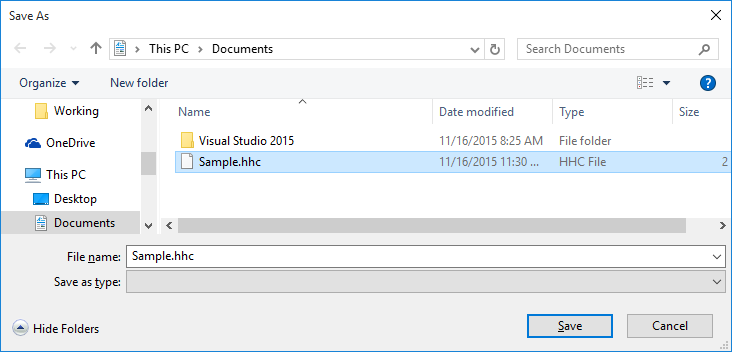 Save As
This PC > Documents
Search Documents
Organize
New folder
?
Name Date modified Type Size
Working
OneDrive
This PC
Desktop
Documents
Visual Studio 2015 11/16/2015 8:25 AM File folder
Sample.hhc 11/16/2015 11:30 ... HHC File 2
File name: Sample.hhc
Save as type:
Hide Folders
Save
Cancel